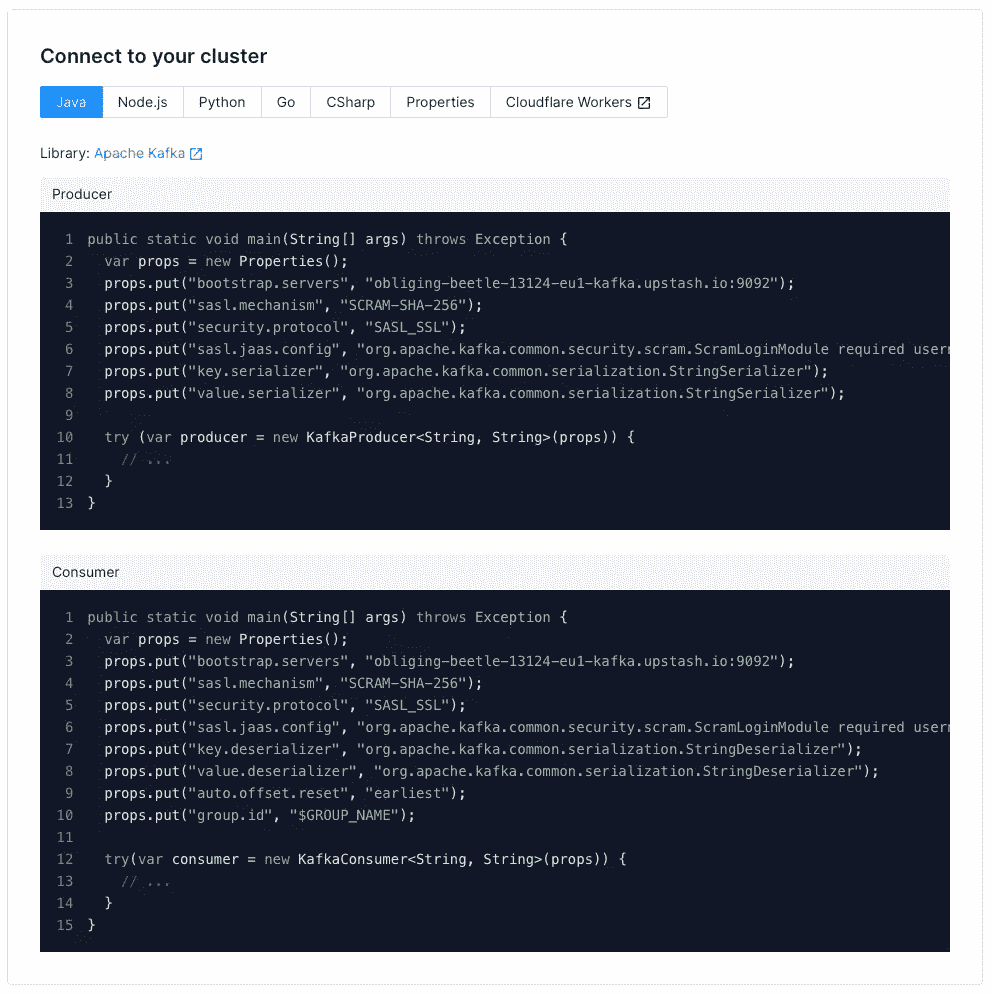 Connect to your cluster
Java Node.js Python Go CSharp Properties Cloudflare Workers
Library: Apache Kafka
Producer
1 public static void main(String[] args) throws Exception {
2 var props = new Properties();
3 props.put("bootstrap.servers", "obliging-beetle-13124-eu1-kafka.upstash.io:9092");
4 props.put("sasl.mechanism", "SCRAM-SHA-256");
5 props.put("security.protocol", "SASL_SSL");
6 props.put("sasl.jaas.config", "org.apache.kafka.common.security.scram.ScramLoginModule required
7 props.put("key.serializer", "org.apache.kafka.common.serialization.StringSerializer");
8 props.put("value.serializer", "org.apache.kafka.common.serialization.StringSerializer");
9
10 try (var producer = new KafkaProducer<String, String>(props)) {
11 // ...
12 }
13 }
Consumer
1 public static void main(String[] args) throws Exception {
2 var props = new Properties();
3 props.put("bootstrap.servers", "obliging-beetle-13124-eu1-kafka.upstash.io:9092");
4 props.put("sasl.mechanism", "SCRAM-SHA-256");
5 props.put("security.protocol", "SASL_SSL");
6 props.put("sasl.jaas.config", "org.apache.kafka.common.security.scram.ScramLoginModule required
7 props.put("key.deserializer", "org.apache.kafka.common.serialization.StringDeserializer");
8 props.put("value.deserializer", "org.apache.kafka.common.serialization.StringDeserializer");
9 props.put("auto.offset.reset", "earliest");
10 props.put("group.id", "$GROUP_NAME");
11
12 try(var consumer = new KafkaConsumer<String, String>(props)) {
13 // ...
14 }
15 }